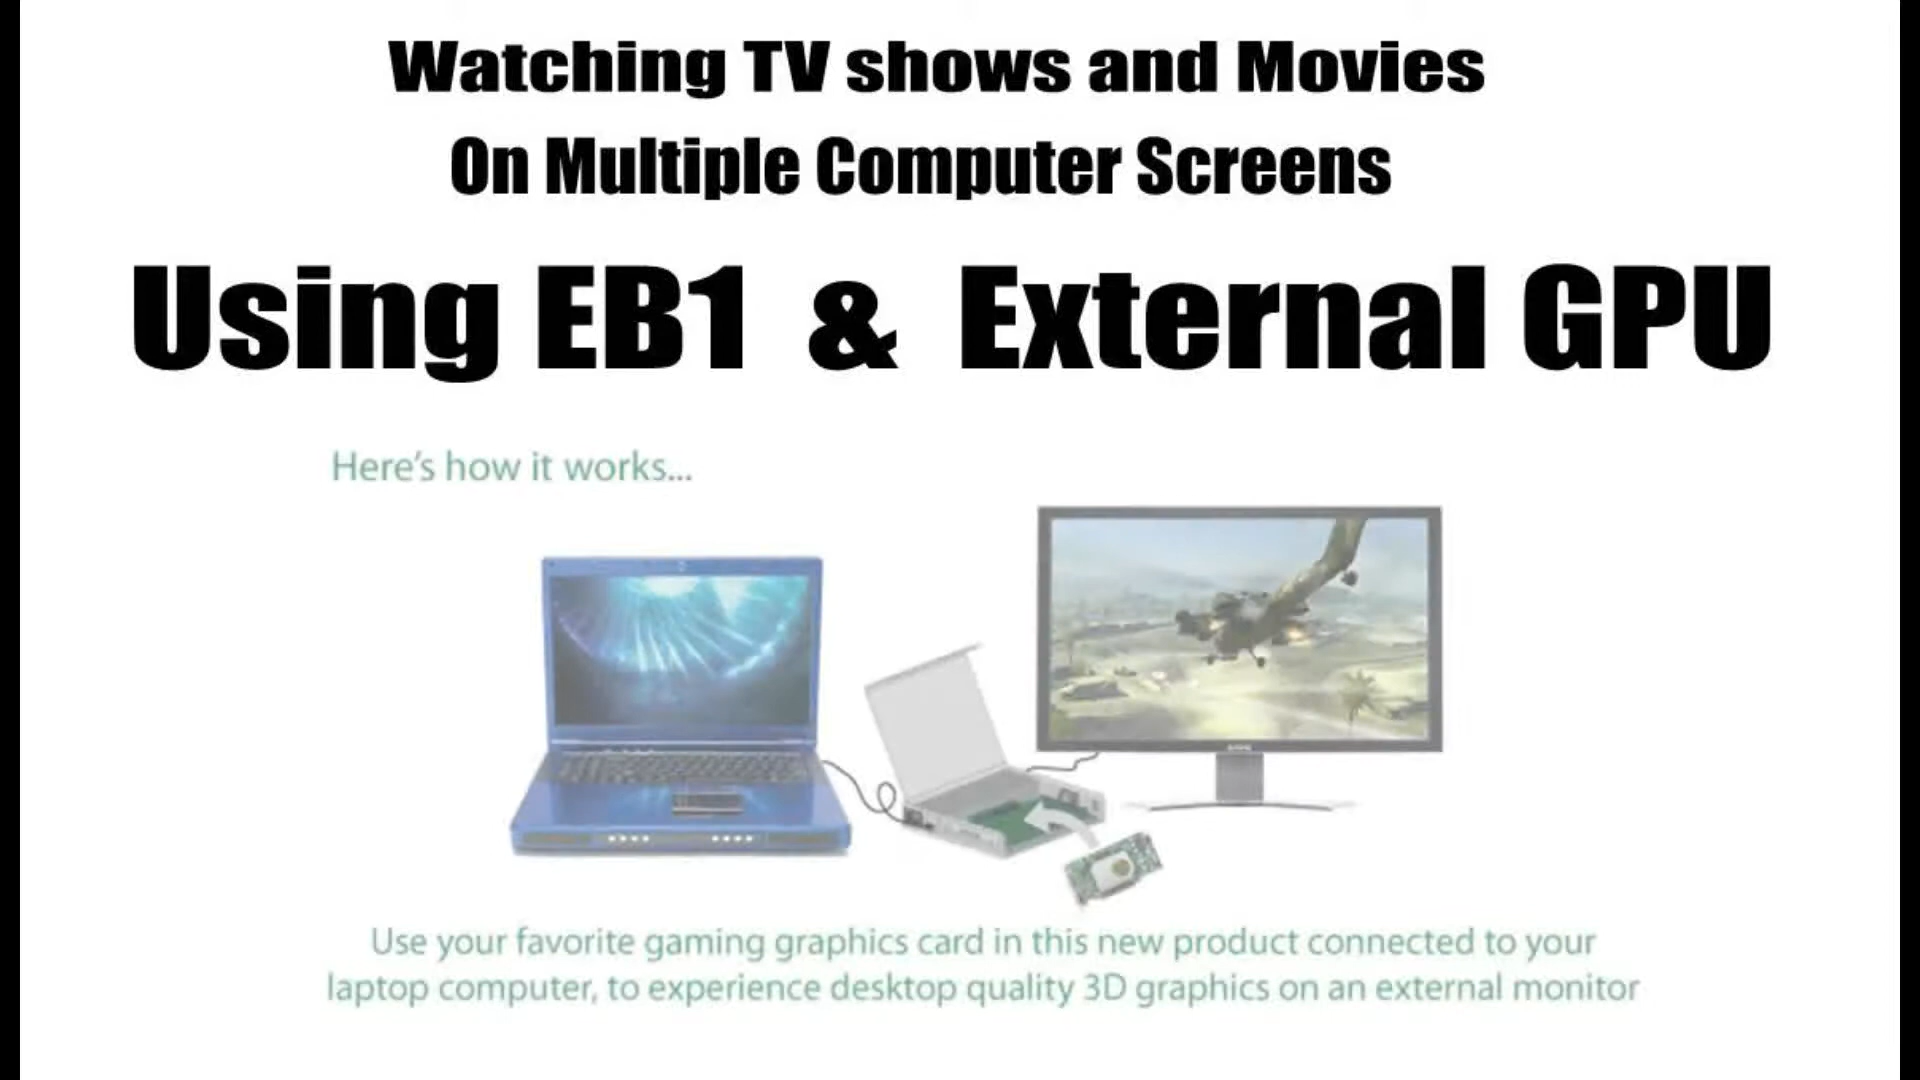 Watching TV shows and Movies
On Multiple Computer Screens
Using EB1 & External GPU
Here's how it works...
Use your favorite gaming graphics card in this new product connected to your
laptop computer, to experience desktop quality 3D graphics on an external monitor